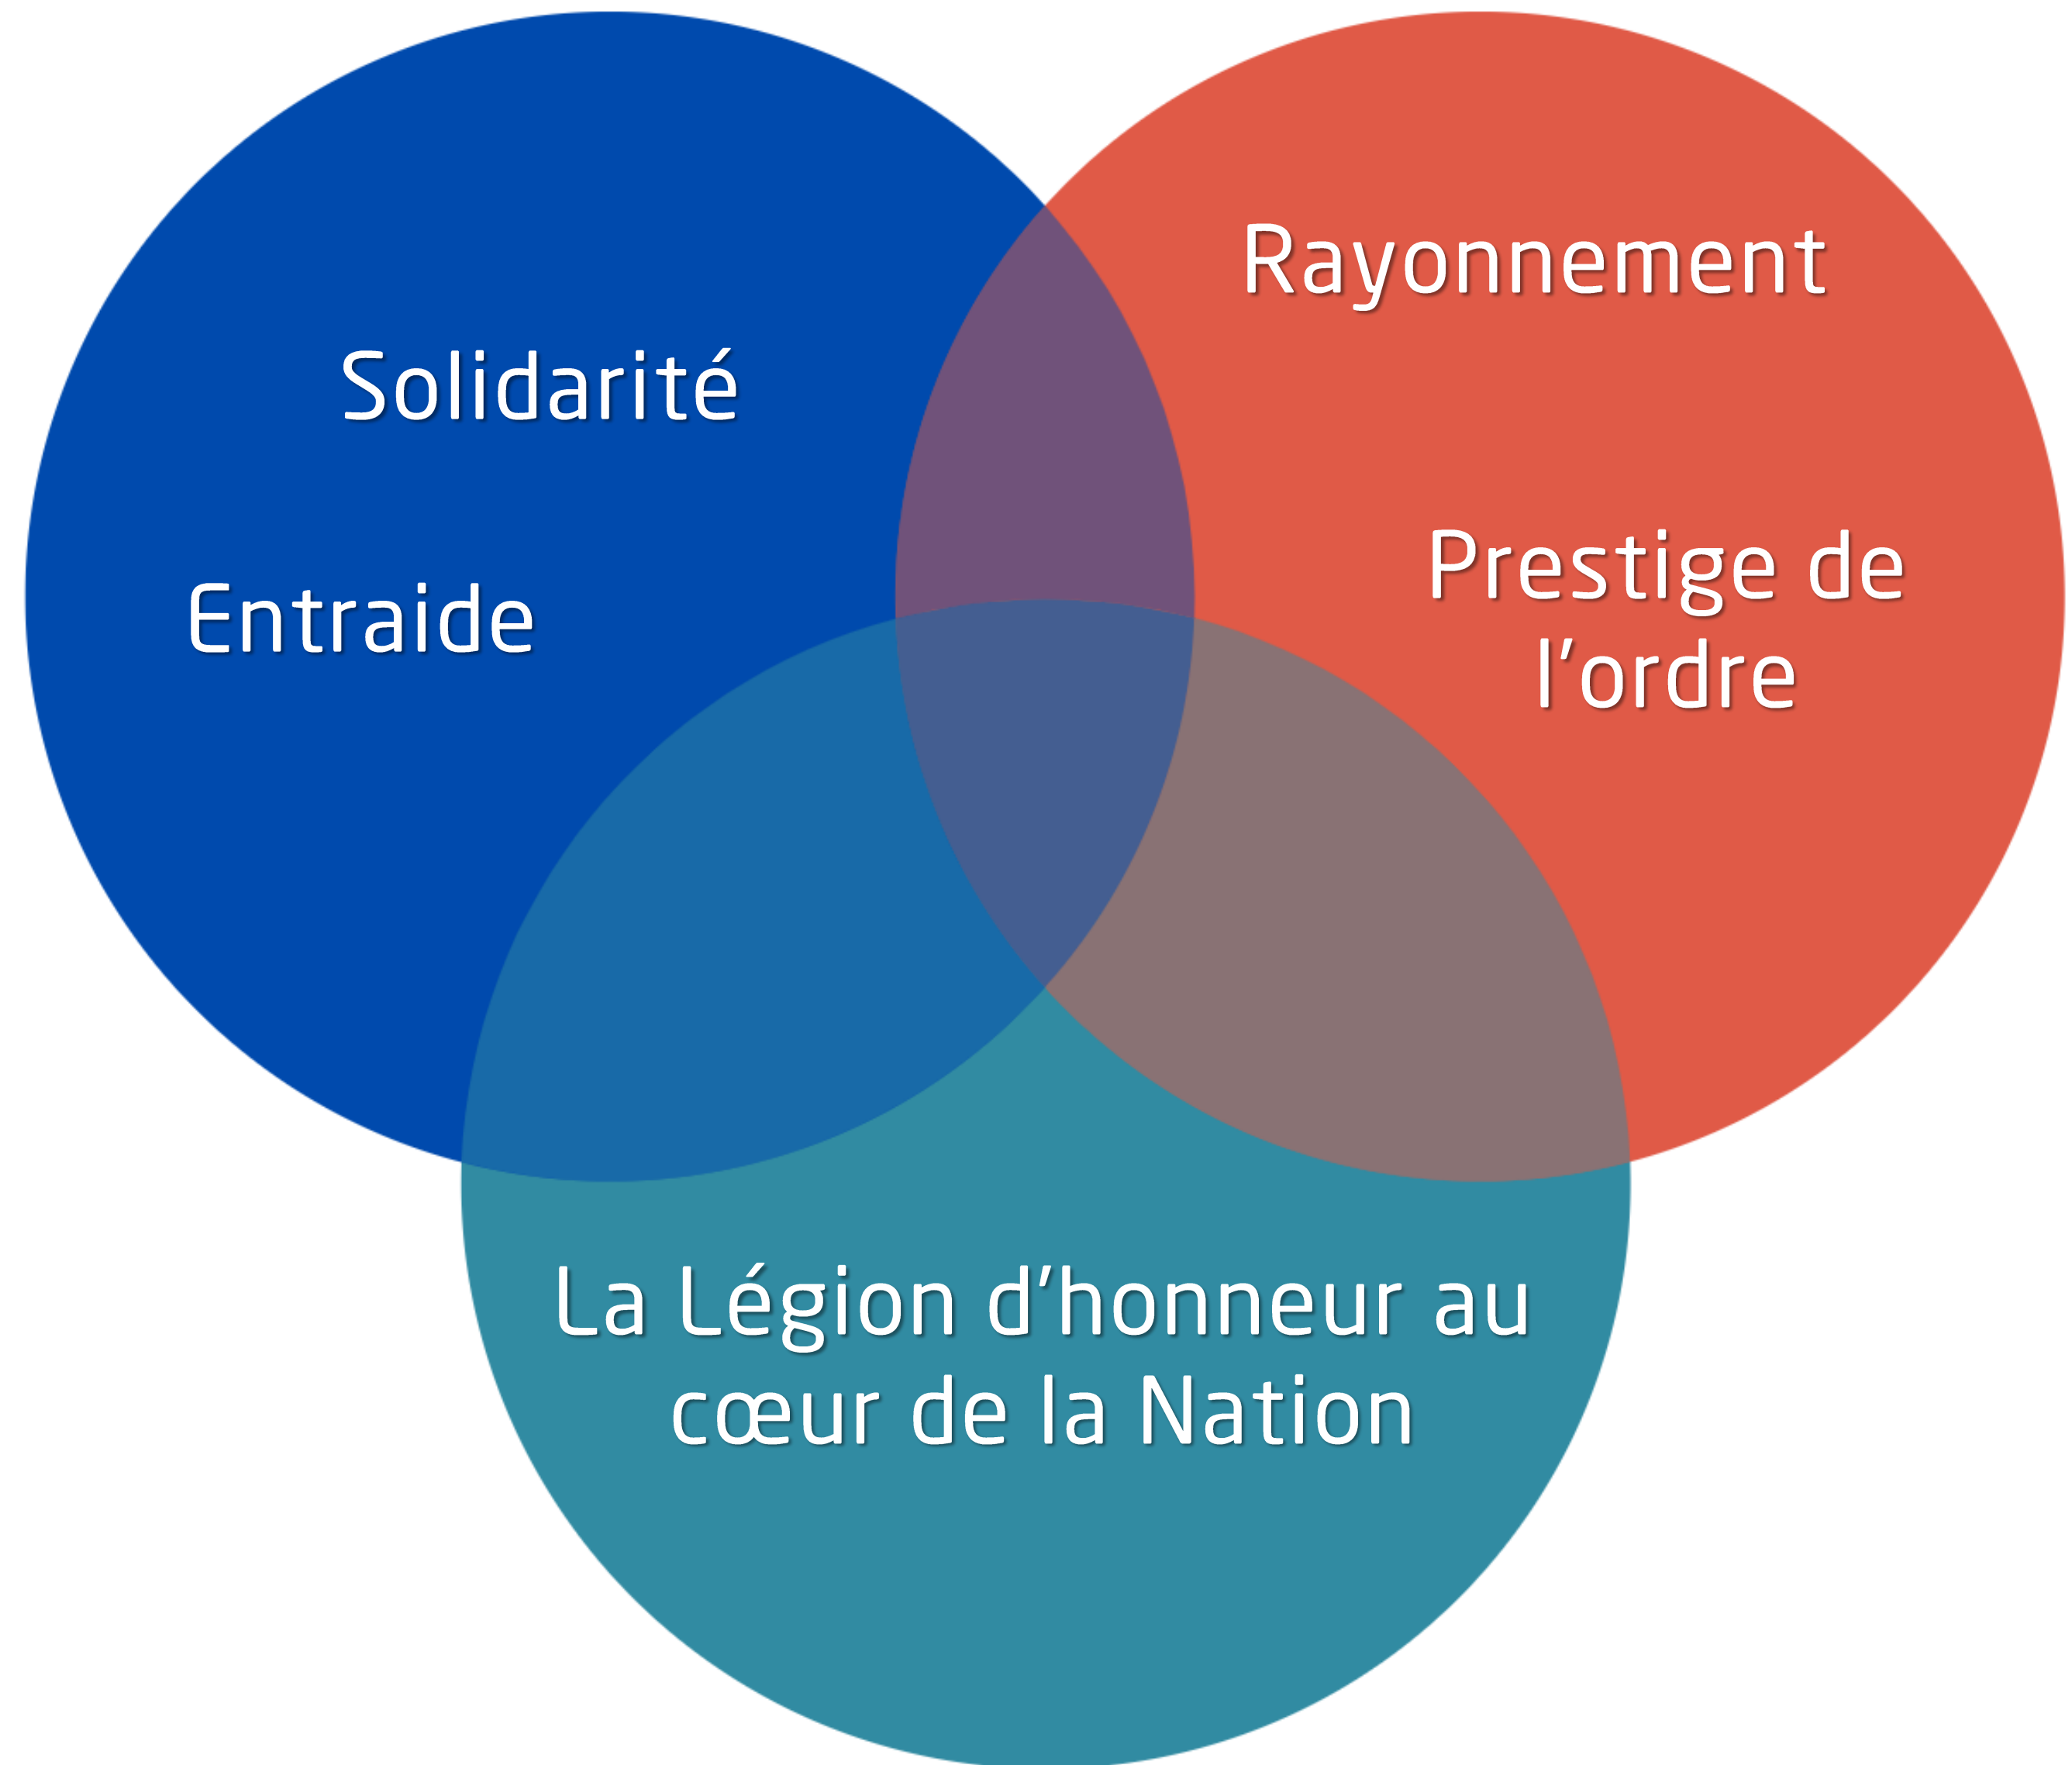 Solidarité
Entraide
Rayonnement
Prestige de
l’ordre
La Légion d’honneur au
cœur de la Nation